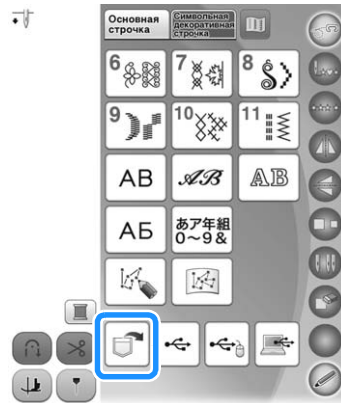 Основная
строчка
Символьная
декоративная
строчка
6
7
8
9
10
11
AB
AB
AB
АБ
あア年組
0～9&